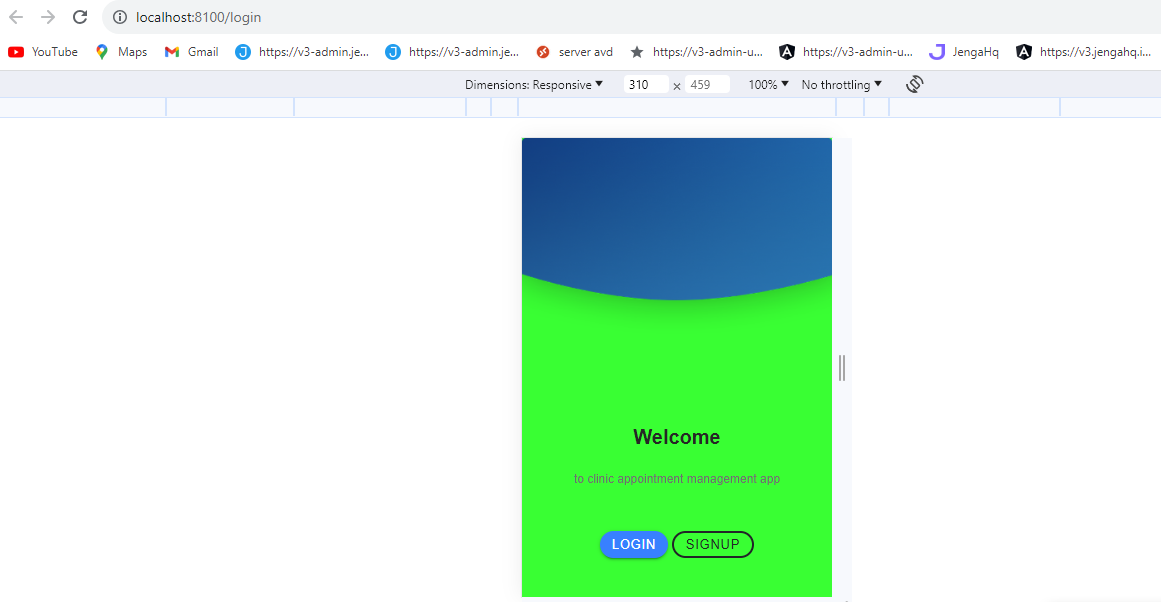 localhost:8100/login
YouTube Maps Gmail https://v3-admin.je... https://v3-admin.je... server avd https://v3-admin-u... https://v3-admin-u... JengaHq https://v3.jengahq.i...
Dimensions: Responsive 310 × 459 100% No throttling
Welcome
to clinic appointment management app
LOGIN SIGNUP